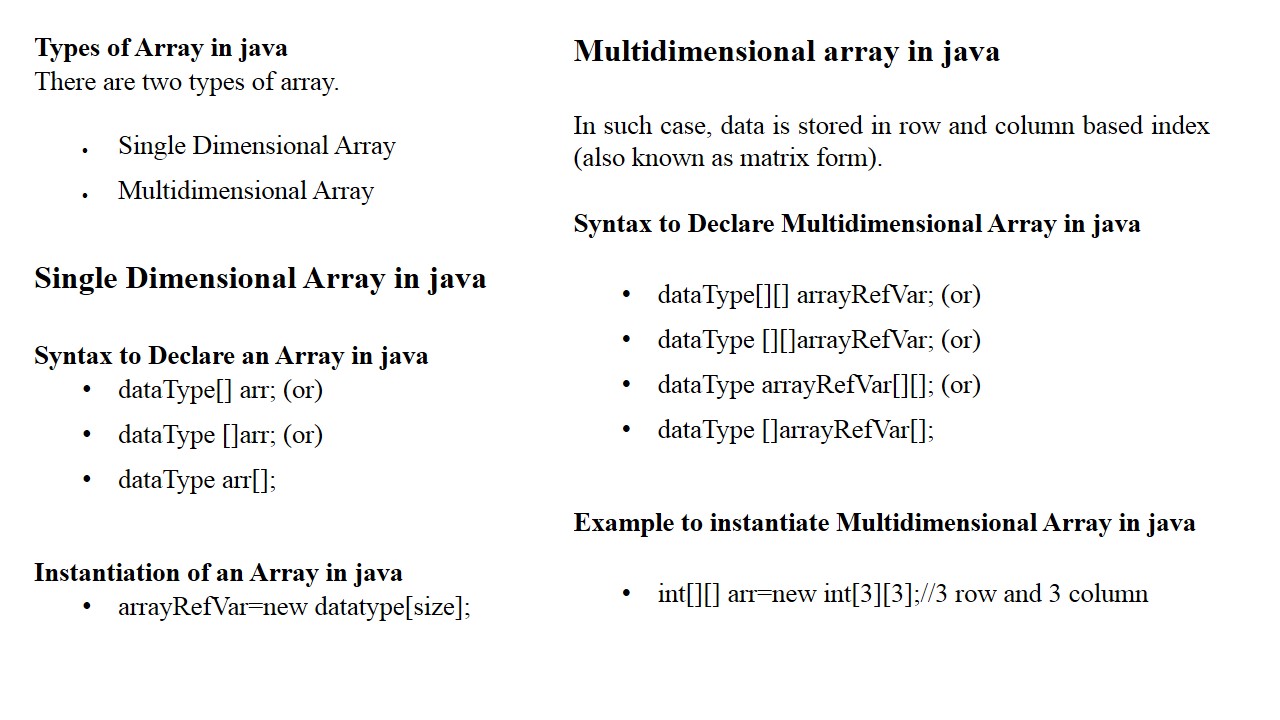 Types of Array in java
There are two types of array.
• Single Dimensional Array
• Multidimensional Array
Single Dimensional Array in java
Syntax to Declare an Array in java
• dataType[] arr; (or)
• dataType []arr; (or)
• dataType arr[];
Instantiation of an Array in java
• arrayRefVar=new datatype[size];
Multidimensional array in java
In such case, data is stored in row and column based index
(also known as matrix form).
Syntax to Declare Multidimensional Array in java
• dataType[][] arrayRefVar; (or)
• dataType [][]arrayRefVar; (or)
• dataType arrayRefVar[][]; (or)
• dataType []arrayRefVar[];
Example to instantiate Multidimensional Array in java
• int[][] arr=new int[3][3];//3 row and 3 column